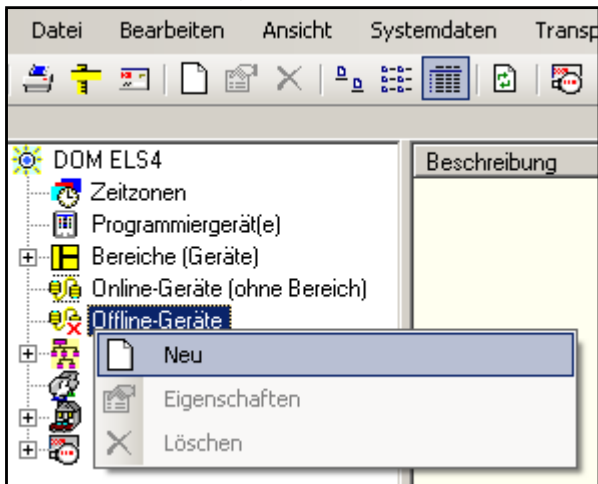 Datei Bearbeiten Ansicht Systemdaten Transp
DOM ELS4
Beschreibung
Zeitzonen
Programmiergerät(e)
Bereiche (Geräte)
Online-Geräte (ohne Bereich)
Offline-Geräte
Neu
Eigenschaften
Löschen